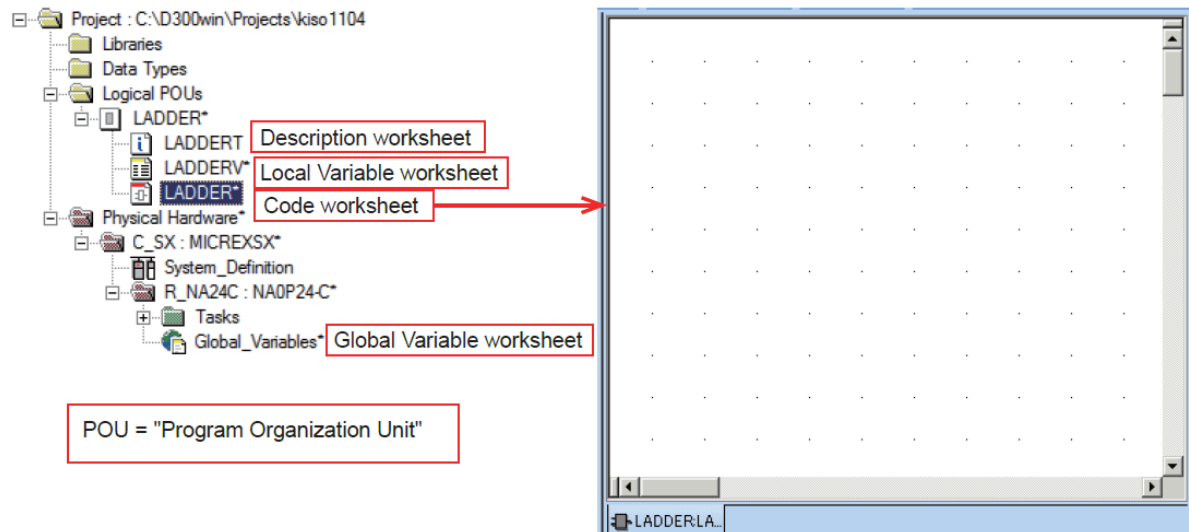 Project : C:\D300win\Projects\kiso1104
Libraries
Data Types
Logical POUs
LADDER*
LADDERT Description worksheet
LADDERV* Local Variable worksheet
LADDER* Code worksheet
Physical Hardware*
C_SX : MICREXSX*
System_Definition
R_NA24C : NA0P24-C*
Tasks
Global_Variables* Global Variable worksheet
POU = "Program Organization Unit"
LADDER:LA...